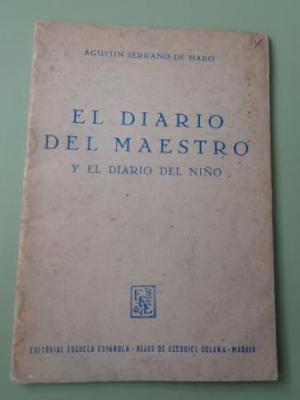 AGUSTIN SERRANO DE HARO
EL DIARIO
DEL MAESTRO
Y EL DIARIO DEL NIÑO
EDITORIAL ESCUELA ESPAÑOLA - HIJOS DE EZEQUIEL SOLANA - MADRID